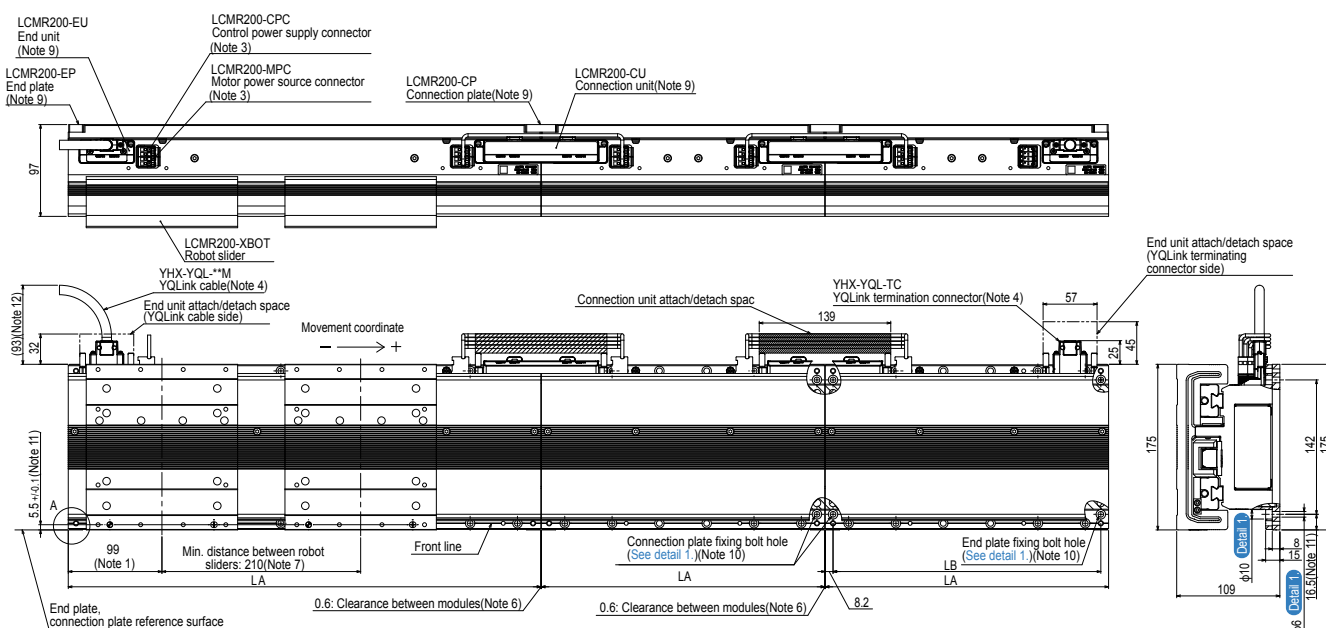 LCMR200-EU
End unit
(Note 9)
LCMR200-CPC
Control power supply connector
(Note 3)
LCMR200-EP
End plate
(Note 9)
LCMR200-MPC
Motor power source connector
(Note 3)
LCMR200-CP
Connection plate(Note 9)
LCMR200-CU
Connection unit(Note 9)
97
LCMR200-XBOT
Robot slider
YHX-YQL-**M
YQLink cable(Note 4)
End unit attach/detach space
(YQLink cable side)
(93)(Note12)
32
Movement coordinate
− +
Connection unit attach/detach spac
139
YHX-YQL-TC
YQLink termination connector(Note 4)
End unit attach/detach space
(YQLink terminating
connector side)
57
25
45
5.5 +/-0.1 (Note 11)
A
99
(Note 1)
Min. distance between robot
sliders: 210(Note 7)
Front line
Connection plate fixing bolt hole
(See detail 1.)(Note 10)
End plate fixing bolt hole
(See detail 1.)(Note 10)
LA
LA
LB
LA
End plate,
connection plate reference surface
0.6: Clearance between modules(Note 6)
0.6: Clearance between modules(Note 6)
8.2
175
142
175
φ10 Detail 1.
8
15
16.5(Note 11)
109
Detail 1.
φ6